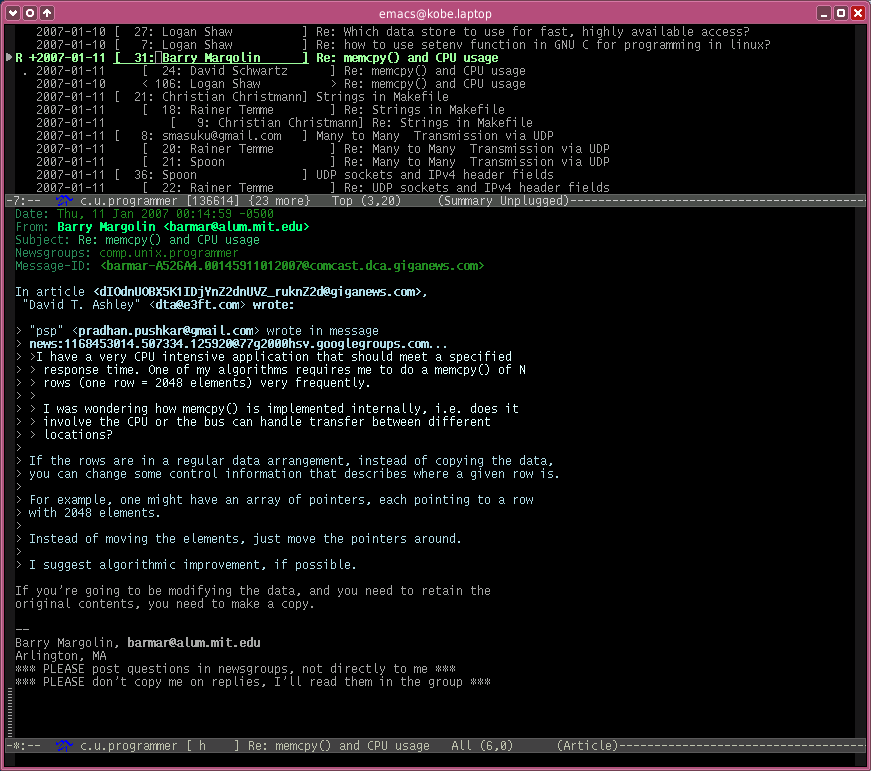 emacs@kobe.laptop
2007-01-10 [  27: Logan Shaw          ] Re: Which data store to use for fast, highly available access?
2007-01-10 [   7: Logan Shaw          ] Re: how to use setenv function in GNU C for programming in linux?
R +2007-01-11 [  31: Barry Margolin      ] Re: memcpy() and CPU usage
. 2007-01-11     [  24: David Schwartz      ] Re: memcpy() and CPU usage
2007-01-10     < 106: Logan Shaw          > Re: memcpy() and CPU usage
2007-01-11 [  21: Christian Christmann] Strings in Makefile
2007-01-11     [  18: Rainer Temme        ] Re: Strings in Makefile
2007-01-11         [   9: Christian Christmann] Re: Strings in Makefile
2007-01-11 [   8: smasuku@gmail.com   ] Many to Many  Transmission via UDP
2007-01-11     [  20: Rainer Temme        ] Re: Many to Many  Transmission via UDP
2007-01-11     [  21: Spoon               ] Re: Many to Many  Transmission via UDP
2007-01-11 [  36: Spoon               ] UDP sockets and IPv4 header fields
2007-01-11     [  22: Rainer Temme        ] Re: UDP sockets and IPv4 header fields
-7:--  c.u.programmer [136614] {23 more}   Top (3,20)     (Summary Unplugged)
Date: Thu, 11 Jan 2007 00:14:59 -0500
From: Barry Margolin <barmar@alum.mit.edu>
Subject: Re: memcpy() and CPU usage
Newsgroups: comp.unix.programmer
Message-ID: <barmar-A526A4.00145911012007@comcast.dca.giganews.com>
In article <dIOdnUOBX5K1IDjYnZ2dnUVZ_ruknZ2d@giganews.com>,
"David T. Ashley" <dta@e3ft.com> wrote:
> "psp" <pradhan.pushkar@gmail.com> wrote in message
> news:1168453014.507334.125920@77g2000hsv.googlegroups.com...
> >I have a very CPU intensive application that should meet a specified
> > response time. One of my algorithms requires me to do a memcpy() of N
> > rows (one row = 2048 elements) very frequently.
> >
> > I was wondering how memcpy() is implemented internally, i.e. does it
> > involve the CPU or the bus can handle transfer between different
> > locations?
>
> If the rows are in a regular data arrangement, instead of copying the data,
> you can change some control information that describes where a given row is.
>
> For example, one might have an array of pointers, each pointing to a row
> with 2048 elements.
>
> Instead of moving the elements, just move the pointers around.
>
> I suggest algorithmic improvement, if possible.
If you're going to be modifying the data, and you need to retain the
original contents, you need to make a copy.
--
Barry Margolin, barmar@alum.mit.edu
Arlington, MA
*** PLEASE post questions in newsgroups, not directly to me ***
*** PLEASE don't copy me on replies, I'll read them in the group ***
-*:--  c.u.programmer [ h    ] Re: memcpy() and CPU usage   All (6,0)      (Article)